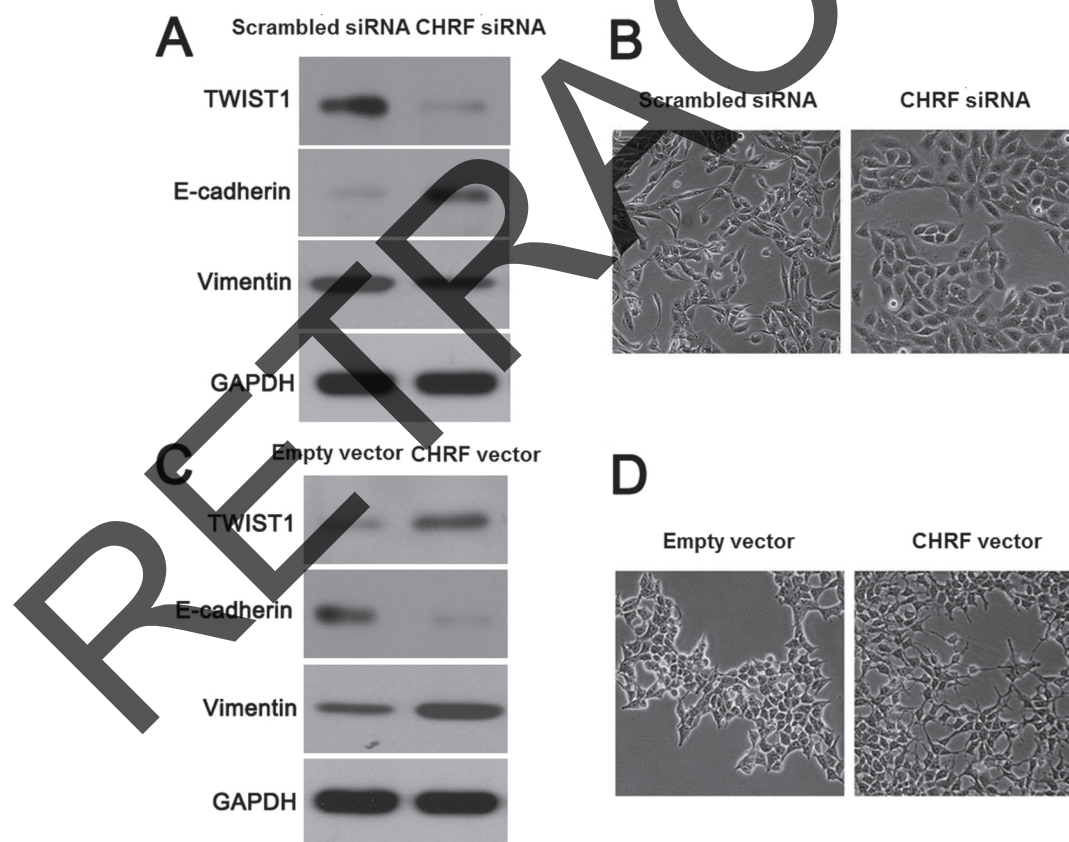 A
Scrambled siRNA CHRF siRNA
TWIST1
E-cadherin
Vimentin
GAPDH
B
Scrambled siRNA CHRF siRNA
C
Empty vector CHRF vector
TWIST1
E-cadherin
Vimentin
GAPDH
D
Empty vector CHRF vector
RETRAC